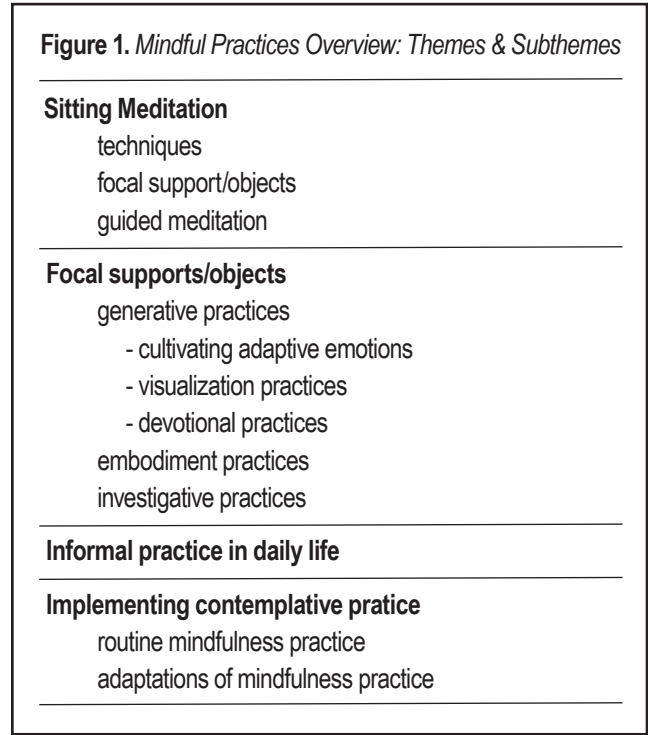 Figure 1. Mindful Practices Overview: Themes & Subthemes
Sitting Meditation
techniques
focal support/objects
guided meditation
Focal supports/objects
generative practices
- cultivating adaptive emotions
- visualization practices
- devotional practices
embodiment practices
investigative practices
Informal practice in daily life
Implementing contemplative pratice
routine mindfulness practice
adaptations of mindfulness practice